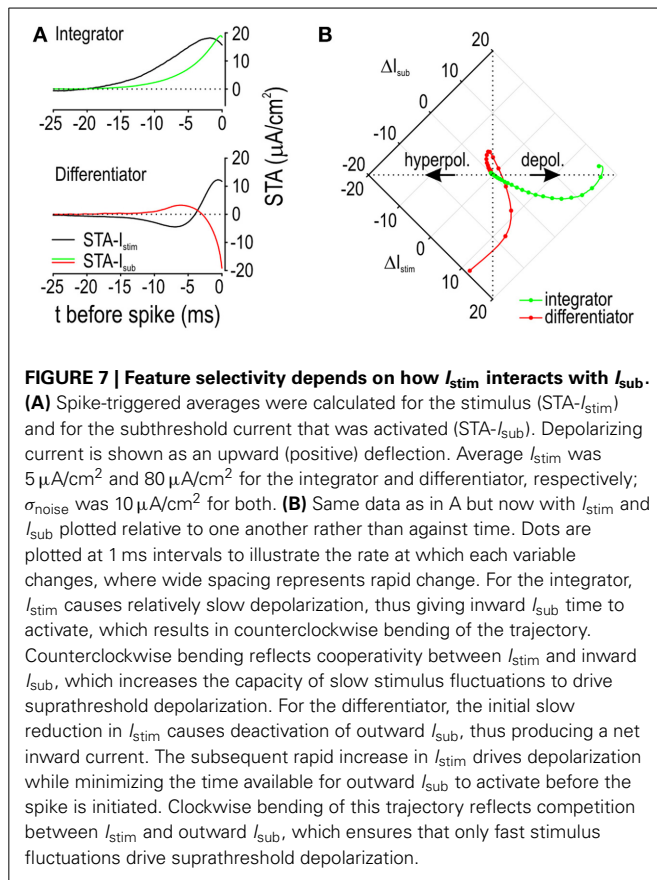 A
Integrator
20
10
0
-25 -20 -15 -10 -5 0
STA (μA/cm²)
Differentiator
10
0
-10
-20
STA-Istim
STA-Isub
-25 -20 -15 -10 -5 0
t before spike (ms)
B
20
ΔIsub
10
0
-10
-20
-20
hyperpol. depol.
-10
0
ΔIstim
10
20
integrator
differentiator
FIGURE 7 | Feature selectivity depends on how Istim interacts with Isub.
(A) Spike-triggered averages were calculated for the stimulus (STA-Istim)
and for the subthreshold current that was activated (STA-Isub). Depolarizing
current is shown as an upward (positive) deflection. Average Istim was
5 μA/cm2 and 80 μA/cm2 for the integrator and differentiator, respectively;
σnoise was 10 μA/cm2 for both. (B) Same data as in A but now with Istim and
Isub plotted relative to one another rather than against time. Dots are
plotted at 1 ms intervals to illustrate the rate at which each variable
changes, where wide spacing represents rapid change. For the integrator,
Istim causes relatively slow depolarization, thus giving inward Isub time to
activate, which results in counterclockwise bending of the trajectory.
Counterclockwise bending reflects cooperativity between Istim and inward
Isub, which increases the capacity of slow stimulus fluctuations to drive
suprathreshold depolarization. For the differentiator, the initial slow
reduction in Istim causes deactivation of outward Isub, thus producing a net
inward current. The subsequent rapid increase in Istim drives depolarization
while minimizing the time available for outward Isub to activate before the
spike is initiated. Clockwise bending of this trajectory reflects competition
between Istim and outward Isub, which ensures that only fast stimulus
fluctuations drive suprathreshold depolarization.